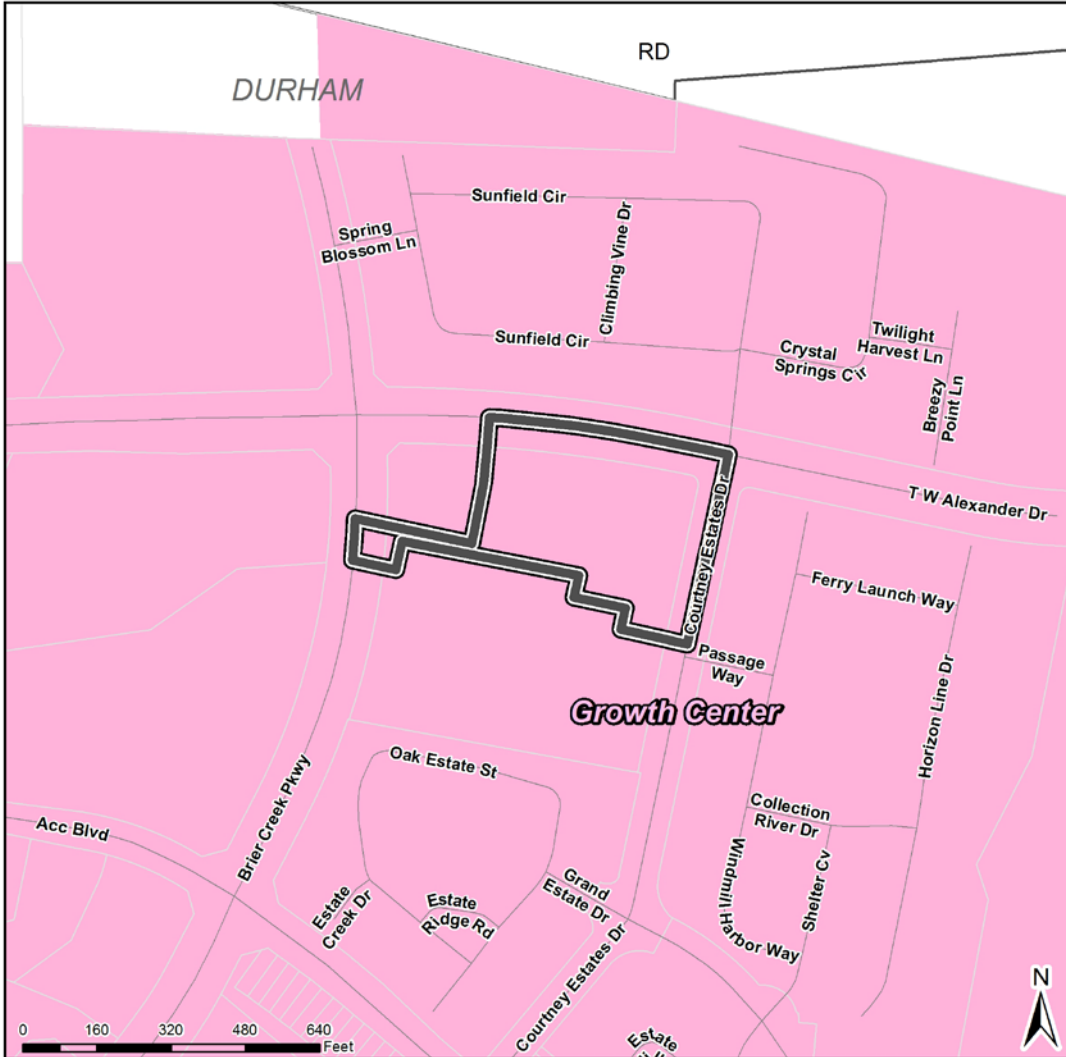 RD
DURHAM
Sunfield Cir
Climbing Vine Dr
Spring
Blossom Ln
Sunfield Cir
Crystal
Springs Cir
Twilight
Harvest Ln
Breezy
Point Ln
T W Alexander Dr
Courtney Estates Dr
Ferry Launch Way
Passage
Way
Growth Center
Horizon Line Dr
Oak Estate St
Brier Creek Pkwy
Acc Blvd
Collection
River Dr
Windmill Harbor Way
Shelter Cv
Grand
Estate Dr
Estate
Creek Dr
Estate
Ridge Rd
Courtney Estates Dr
Estate
N
0 160 320 480 640
Feet